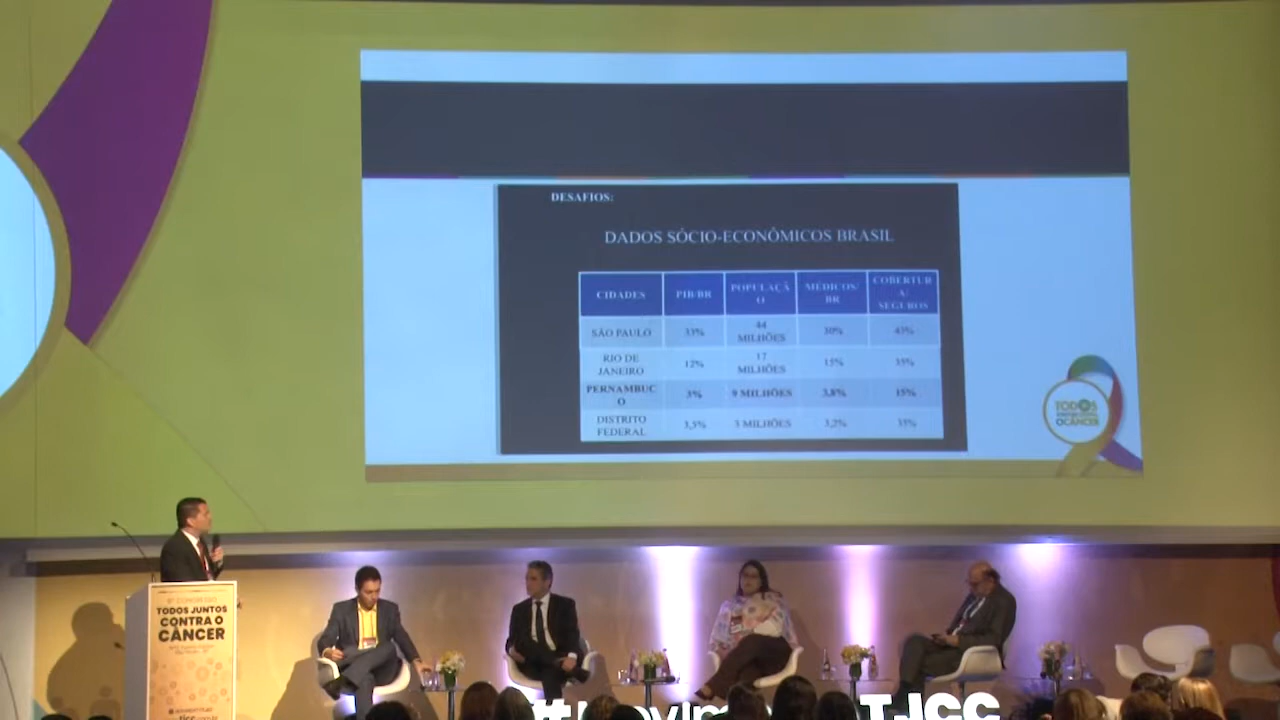 DESAFIOS:
DADOS SÓCIO-ECONÔMICOS BRASIL
CIDADES PIB/BR POPULAÇÃ O MÉDICOS/ BR COBERTUR A/ SEGUROS
SÃO PAULO 33% 44 MILHÕES 30% 43%
RIO DE JANEIRO 12% 17 MILHÕES 15% 35%
PERNAMBUC O 3% 9 MILHÕES 3,8% 15%
DISTRITO FEDERAL 3,5% 3 MILHÕES 3,2% 35%
TODOS
OCÂNCER
TODOS JUNTOS
CONTRA O
CÂNCER
TJCC